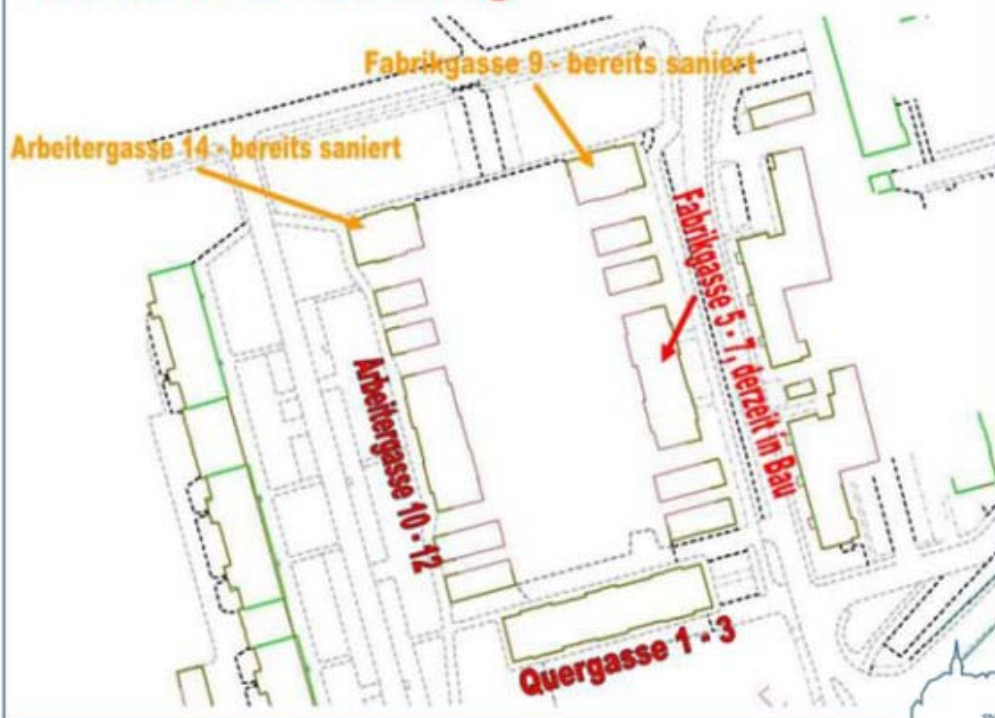 Fabrikgasse 9 - bereits saniert
Arbeitergasse 14 - bereits saniert
Fabrikgasse 5 - 7, derzeit in Bau
Arbeitergasse 10 - 12
Quergasse 1 - 3